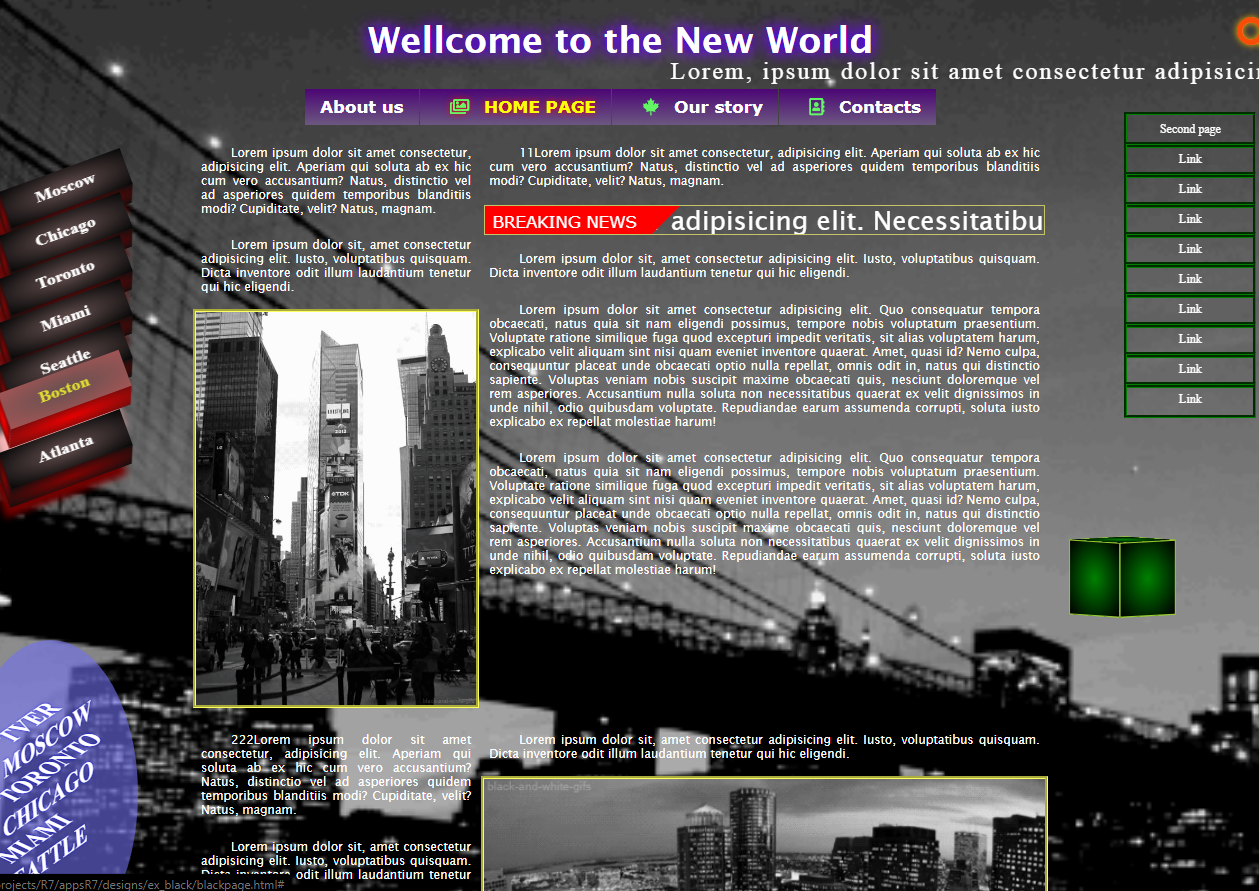 Wellcome to the New World
Lorem, ipsum dolor sit amet consectetur
About us
HOME PAGE
Our story
Contacts
Moscow
Chicago
Toronto
Miami
Seattle
Boston
Atlanta
Lorem ipsum dolor sit amet consectetur,
adipisicing elit. Aperiam qui soluta ab ex hic
cum vero accusantium? Natus, distinctio vel
ad asperiores quidem temporibus blanditiis
modi? Cupiditate, velit? Natus, magnam.
Lorem ipsum dolor sit, amet consectetur
adipisicing elit. Iusto, voluptatibus quisquam.
Dicta inventore odit illum laudantium tenetur
qui hic eligendi.
11Lorem ipsum dolor sit amet consectetur, adipisicing elit. Aperiam qui soluta ab ex hic
cum vero accusantium? Natus, distinctio vel ad asperiores quidem temporibus blanditiis
modi? Cupiditate, velit? Natus, magnam.
BREAKING NEWS
adipisicing elit. Necessitatibu
Lorem ipsum dolor sit, amet consectetur adipisicing elit. Iusto, voluptatibus quisquam.
Dicta inventore odit illum laudantium tenetur qui hic eligendi.
Lorem ipsum dolor sit amet consectetur adipisicing elit. Quo consequatur tempora
obcaecati, natus quia sit nam eligendi possimus, tempore nobis voluptatum praesentium.
Voluptate ratione similique fuga quod excepturi impedit veritatis, sit alias voluptatem harum,
explicabo velit aliquam sint nisi quam eveniet inventore quaerat. Amet, quasi id? Nemo culpa,
consequuntur placeat unde obcaecati optio nulla repellat, omnis odit in, natus qui distinctio
sapiente. Voluptas veniam nobis suscipit maxime obcaecati quis, nesciunt doloremque vel
rem asperiores. Accusantium nulla soluta non necessitatibus quaerat ex velit dignissimos in
unde nihil, odio quibusdam voluptate. Repudiandae earum assumenda corrupti, soluta iusto
explicabo ex repellat molestiae harum!
Lorem ipsum dolor sit amet consectetur adipisicing elit. Quo consequatur tempora
obcaecati, natus quia sit nam eligendi possimus, tempore nobis voluptatum praesentium.
Voluptate ratione similique fuga quod excepturi impedit veritatis, sit alias voluptatem harum,
explicabo velit aliquam sint nisi quam eveniet inventore quaerat. Amet, quasi id? Nemo culpa,
consequuntur placeat unde obcaecati optio nulla repellat, omnis odit in, natus qui distinctio
sapiente. Voluptas veniam nobis suscipit maxime obcaecati quis, nesciunt doloremque vel
rem asperiores. Accusantium nulla soluta non necessitatibus quaerat ex velit dignissimos in
unde nihil, odio quibusdam voluptate. Repudiandae earum assumenda corrupti, soluta iusto
explicabo ex repellat molestiae harum!
Second page
Link
Link
Link
Link
Link
Link
Link
Link
Link
TDK
TOSHIBA
2012
MOSCOW
TORONTO
CHICAGO
MIAMI
222Lorem ipsum dolor sit amet
consectetur, adipisicing elit. Aperiam qui
soluta ab ex hic cum vero accusantium?
Natus, distinctio vel ad asperiores quidem
temporibus blanditiis modi? Cupiditate, velit?
Natus, magnam.
Lorem ipsum dolor sit, amet consectetur
adipisicing elit. Iusto, voluptatibus quisquam.
Dicta inventore odit illum laudantium tenetur
Lorem ipsum dolor sit, amet consectetur adipisicing elit. Iusto, voluptatibus quisquam.
Dicta inventore odit illum laudantium tenetur qui hic eligendi.
black-and-white-gifs
rojects/R7/appsR7/designs/ex_black/blackpage.html#